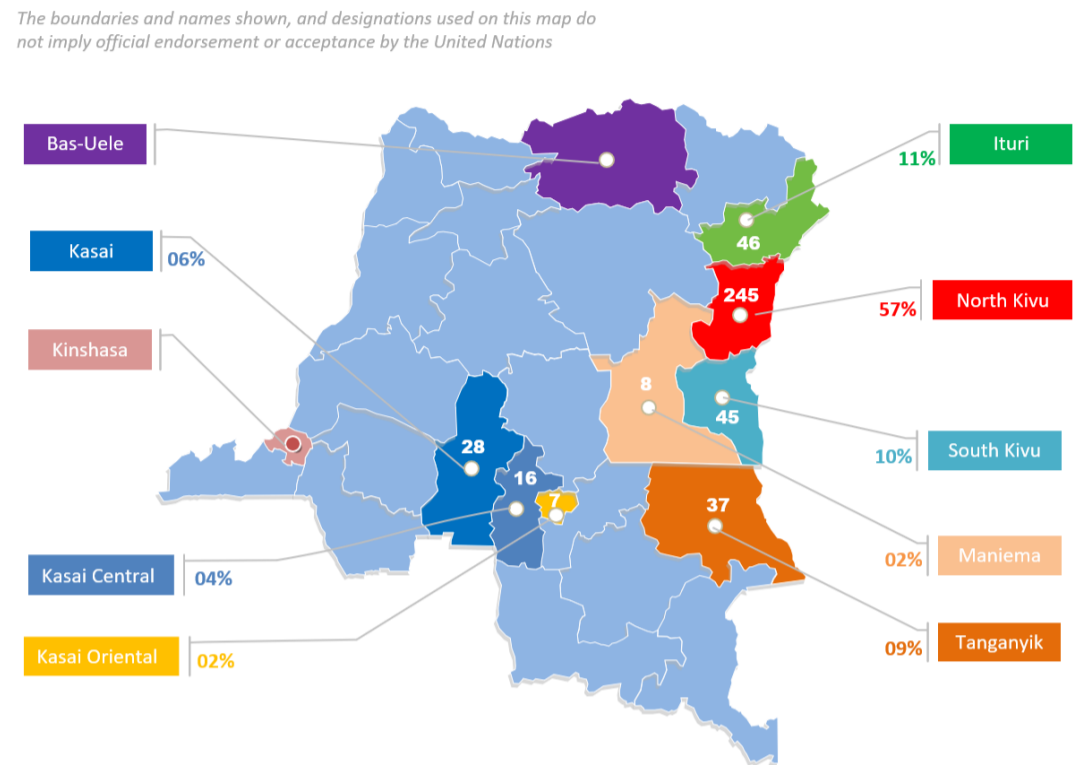 The boundaries and names shown, and designations used on this map do
not imply official endorsement or acceptance by the United Nations
Bas-Uele
Ituri
11%
46
Kasai
06%
245
North Kivu
57%
Kinshasa
8
45
South Kivu
10%
28
16
7
37
Maniema
02%
Kasai Central
04%
Tanganyik
09%
Kasai Oriental
02%